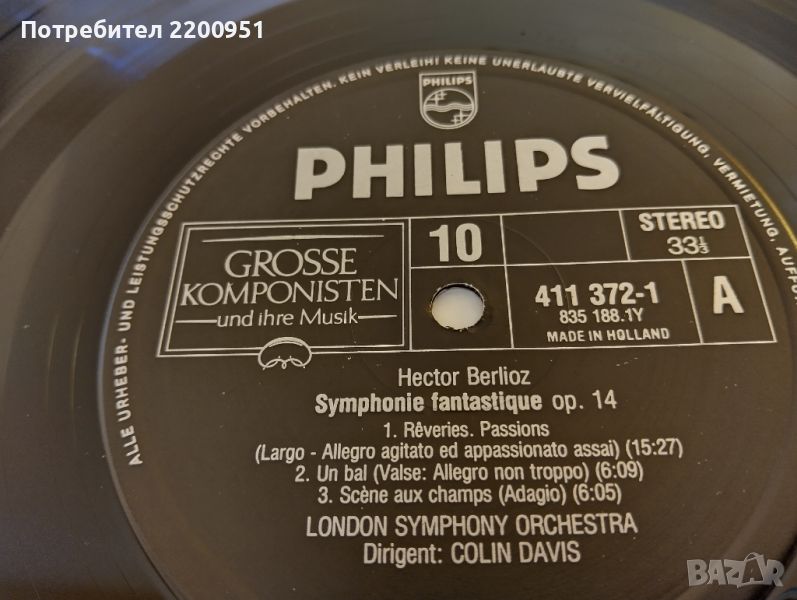 Потребител 2200951
ALLE URHEBER- UND LEISTUNGSSCHUTZRECHTE VORBEHALTEN. KEIN VERLEIH! KEINE UNERLAUBTE VERVIELFÄLTIGUNG, VERMIETUNG,
PHILIPS
PHILIPS
GROSSE
KOMPONISTEN
und ihre Musik
10
STEREO
33⅓
411 372-1
835 188.1Y
MADE IN HOLLAND
A
Hector Berlioz
Symphonie fantastique op. 14
1. Rêveries. Passions
(Largo - Allegro agitato ed appassionato assai) (15:27)
2. Un bal (Valse: Allegro non troppo) (6:09)
3. Scène aux champs (Adagio) (6:05)
LONDON SYMPHONY ORCHESTRA
Dirigent: COLIN DAVIS
BAZAR